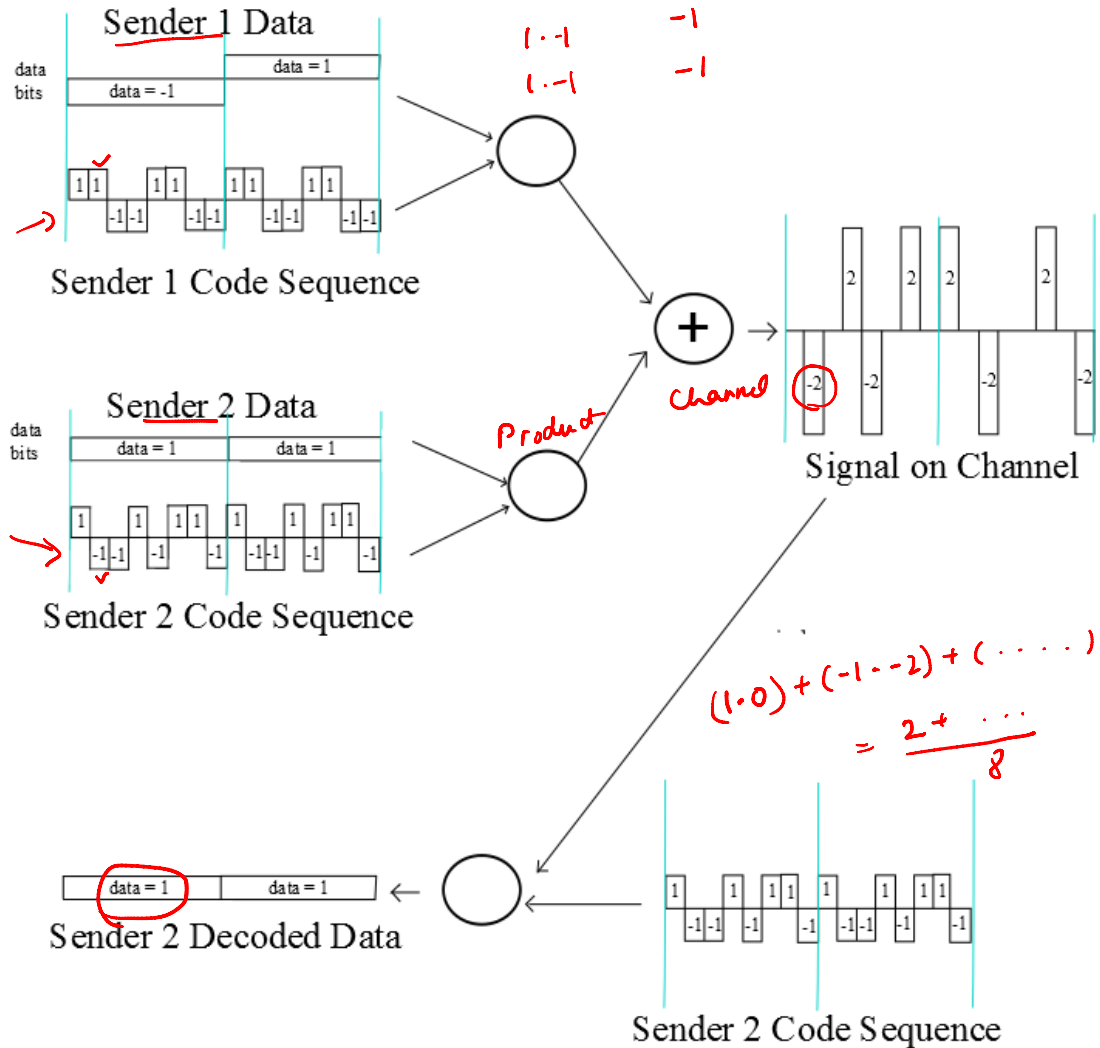 Sender 1 Data
1 · -1 -1
1 · -1 -1
data bits
data = -1
data = 1
1 1 -1 -1 1 1 -1 -1 1 1 -1 -1 1 1 -1 -1
Sender 1 Code Sequence
+
Channel
2 2 2 2
-2 -2 -2 -2
Signal on Channel
Sender 2 Data
data bits
data = 1
data = 1
Product
1 -1 -1 1 -1 1 1 -1 1 -1 -1 1 -1 1 1 -1
Sender 2 Code Sequence
(1·0) + (-1·-2) + (·····)
= 2 + ...
8
data = 1
data = 1
Sender 2 Decoded Data
1 -1 -1 1 -1 1 1 -1 1 -1 -1 1 -1 1 1 -1
Sender 2 Code Sequence